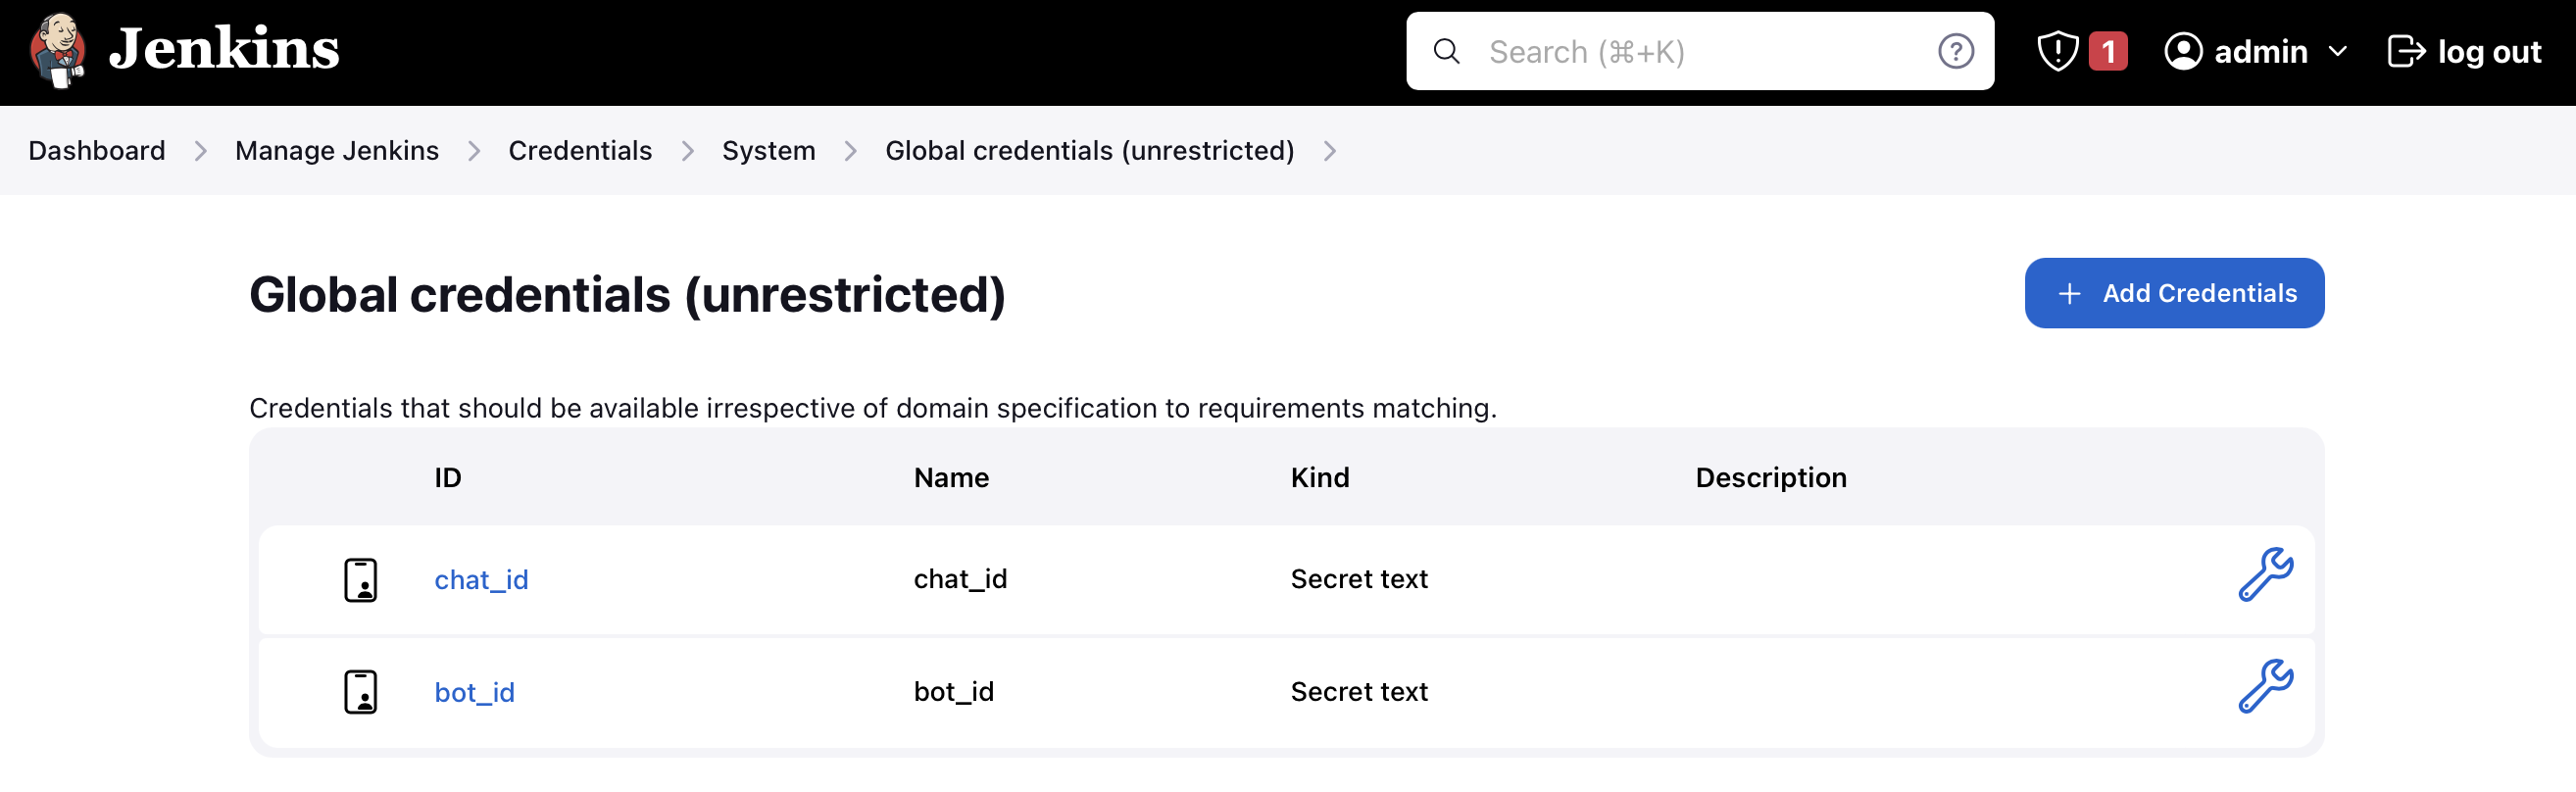 Jenkins Search (⌘+K) 1 admin log out
Dashboard Manage Jenkins Credentials System Global credentials (unrestricted)
Global credentials (unrestricted) + Add Credentials
Credentials that should be available irrespective of domain specification to requirements matching.
ID Name Kind Description
chat_id chat_id Secret text
bot_id bot_id Secret text